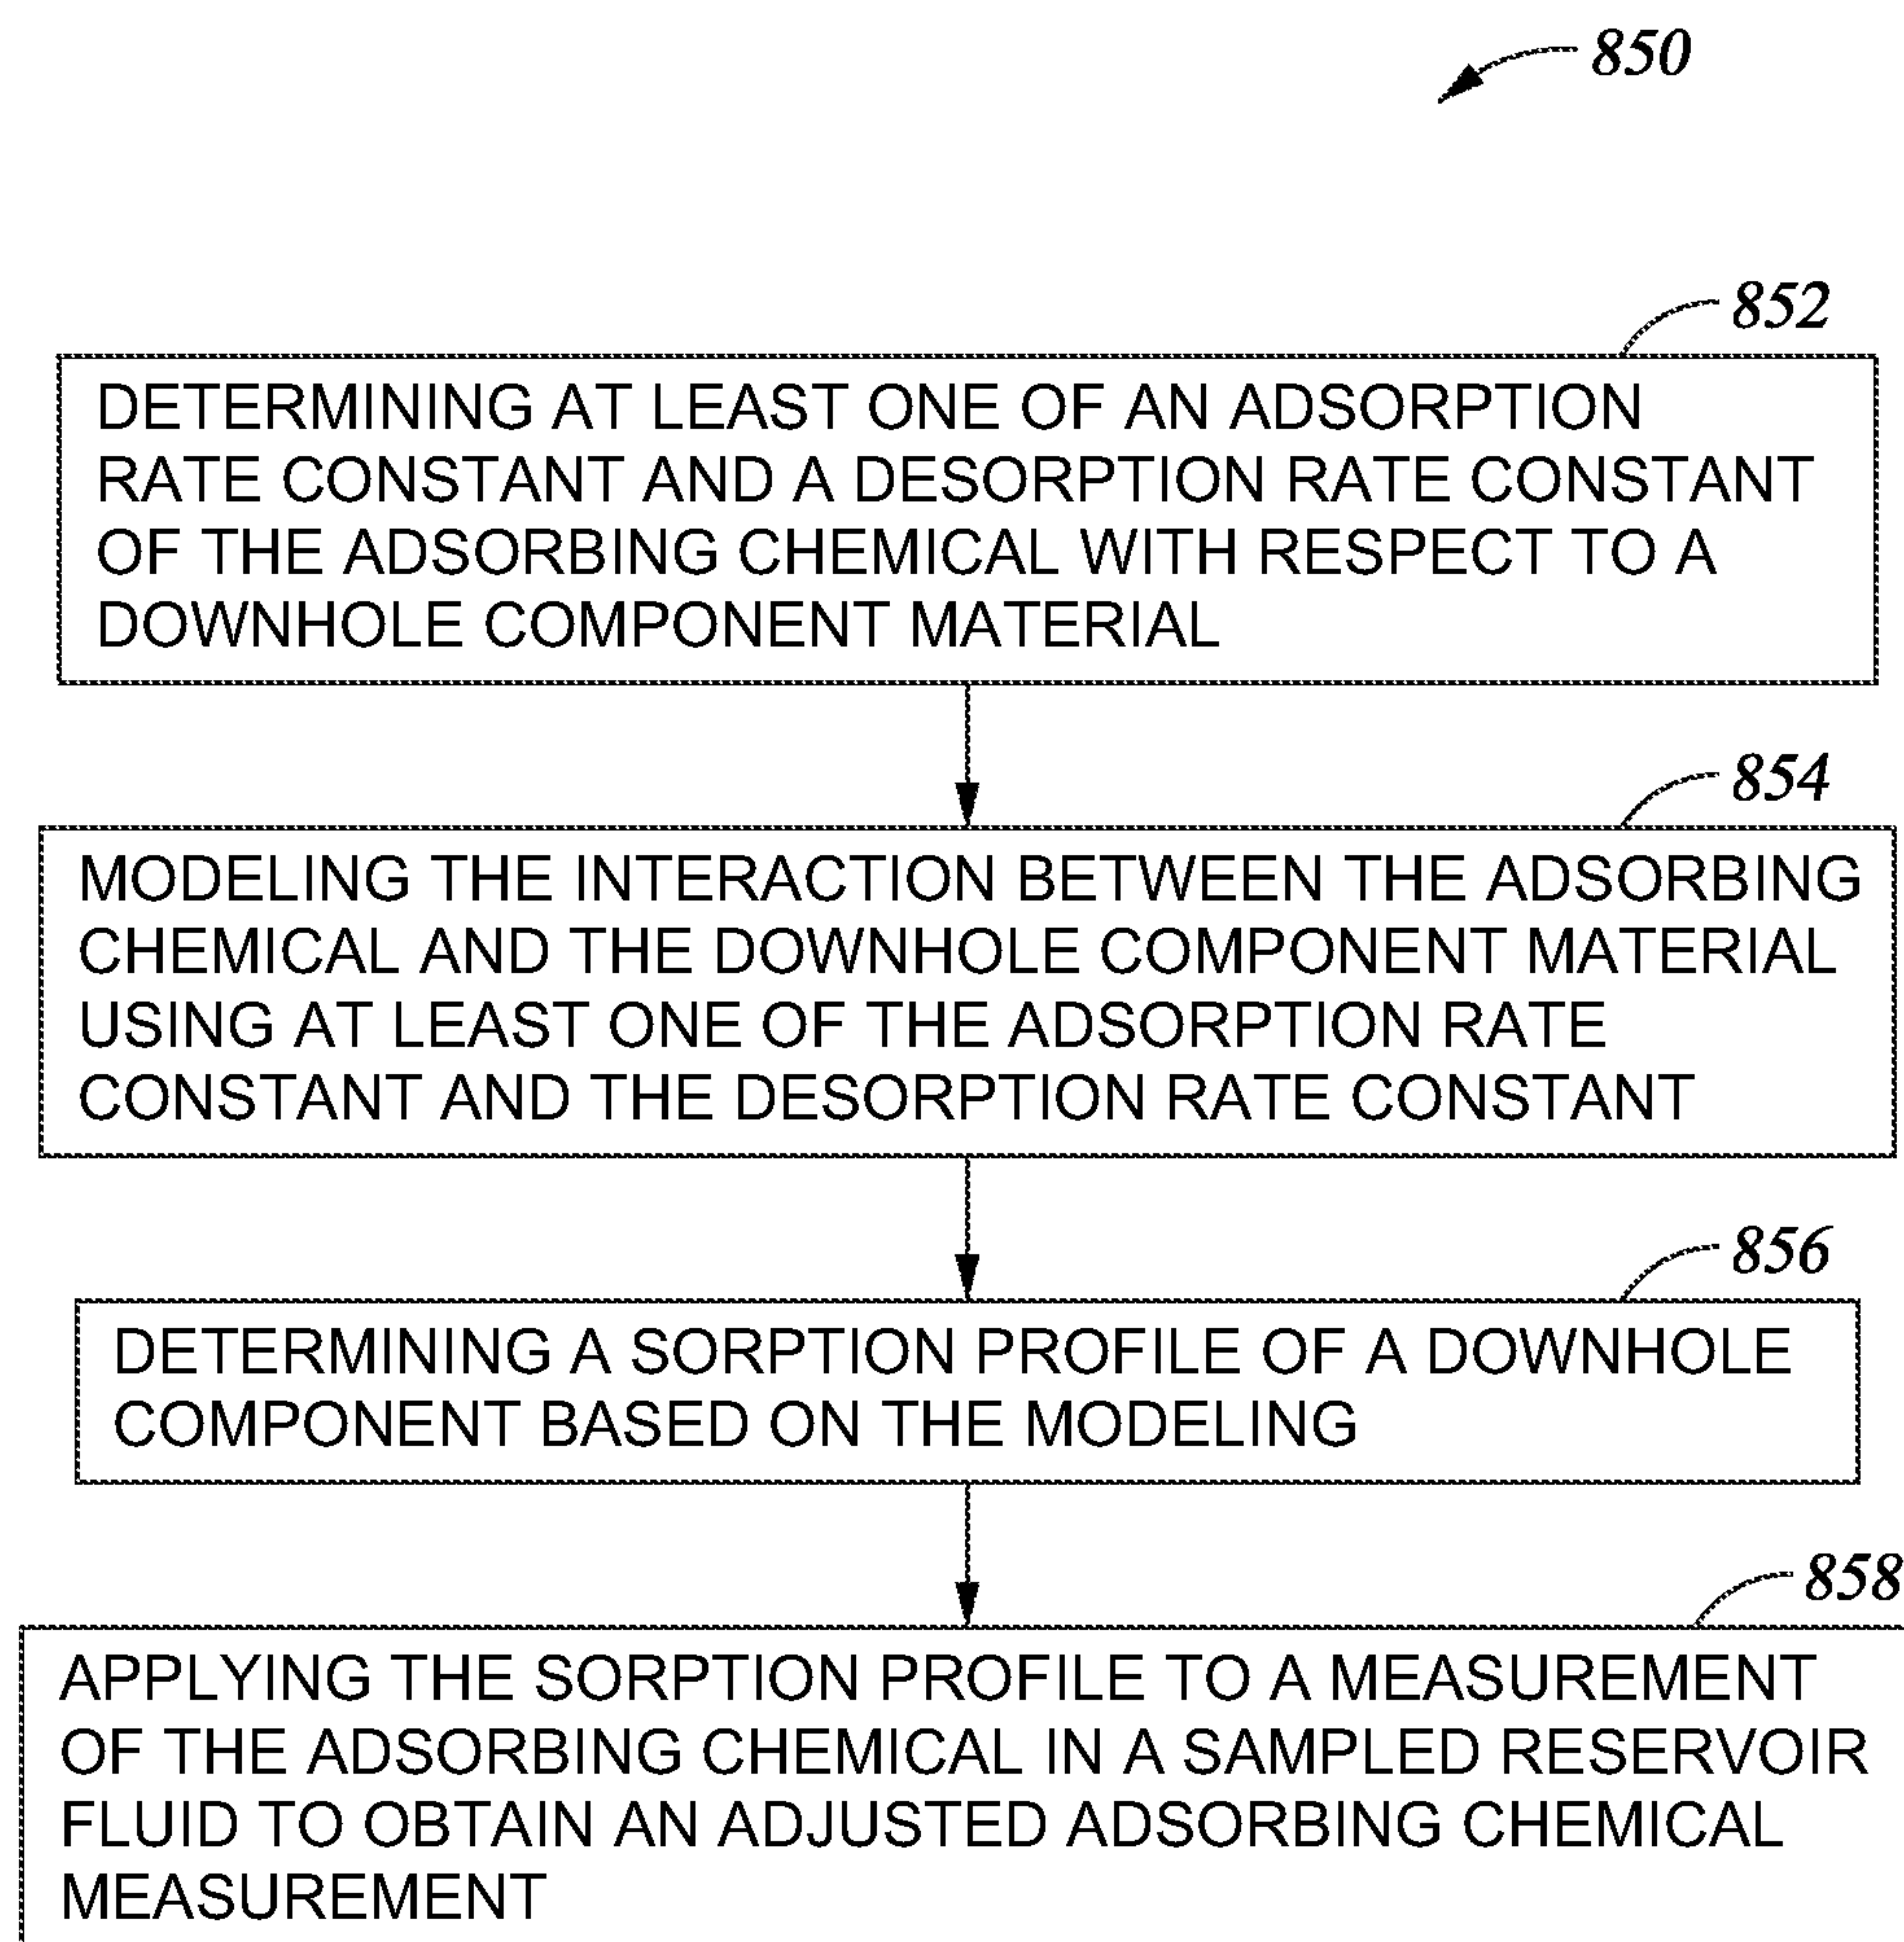 850
852
DETERMINING AT LEAST ONE OF AN ADSORPTION
RATE CONSTANT AND A DESORPTION RATE CONSTANT
OF THE ADSORBING CHEMICAL WITH RESPECT TO A
DOWNHOLE COMPONENT MATERIAL
854
MODELING THE INTERACTION BETWEEN THE ADSORBING
CHEMICAL AND THE DOWNHOLE COMPONENT MATERIAL
USING AT LEAST ONE OF THE ADSORPTION RATE
CONSTANT AND THE DESORPTION RATE CONSTANT
856
DETERMINING A SORPTION PROFILE OF A DOWNHOLE
COMPONENT BASED ON THE MODELING
858
APPLYING THE SORPTION PROFILE TO A MEASUREMENT
OF THE ADSORBING CHEMICAL IN A SAMPLED RESERVOIR
FLUID TO OBTAIN AN ADJUSTED ADSORBING CHEMICAL
MEASUREMENT